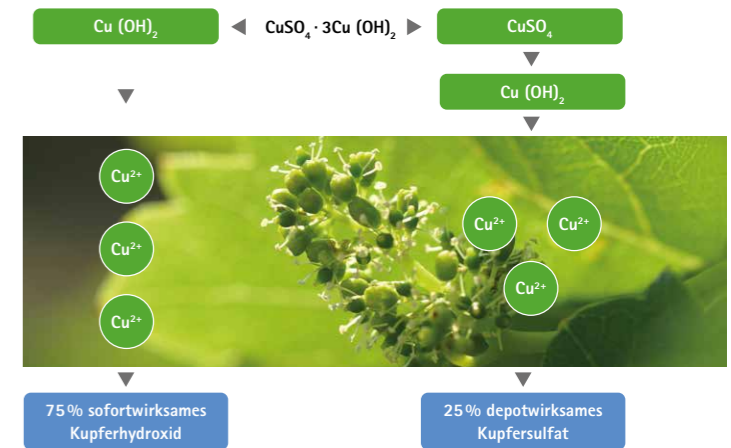 Cu (OH)₂ CuSO₄ · 3Cu (OH)₂ CuSO₄
Cu (OH)₂
Cu²⁺
Cu²⁺
Cu²⁺
Cu²⁺
Cu²⁺
Cu²⁺
75% sofortwirksames
Kupferhydroxid
25% depotwirksames
Kupfersulfat